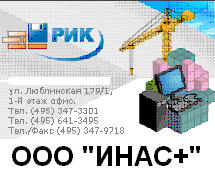 РИК
ул. Люблинская 179/1,
1-й этаж офис.
Тел. (495) 347-3301
Тел. (495) 641-3495
Тел./Факс (495) 347-9718
ООО "ИНАС+"